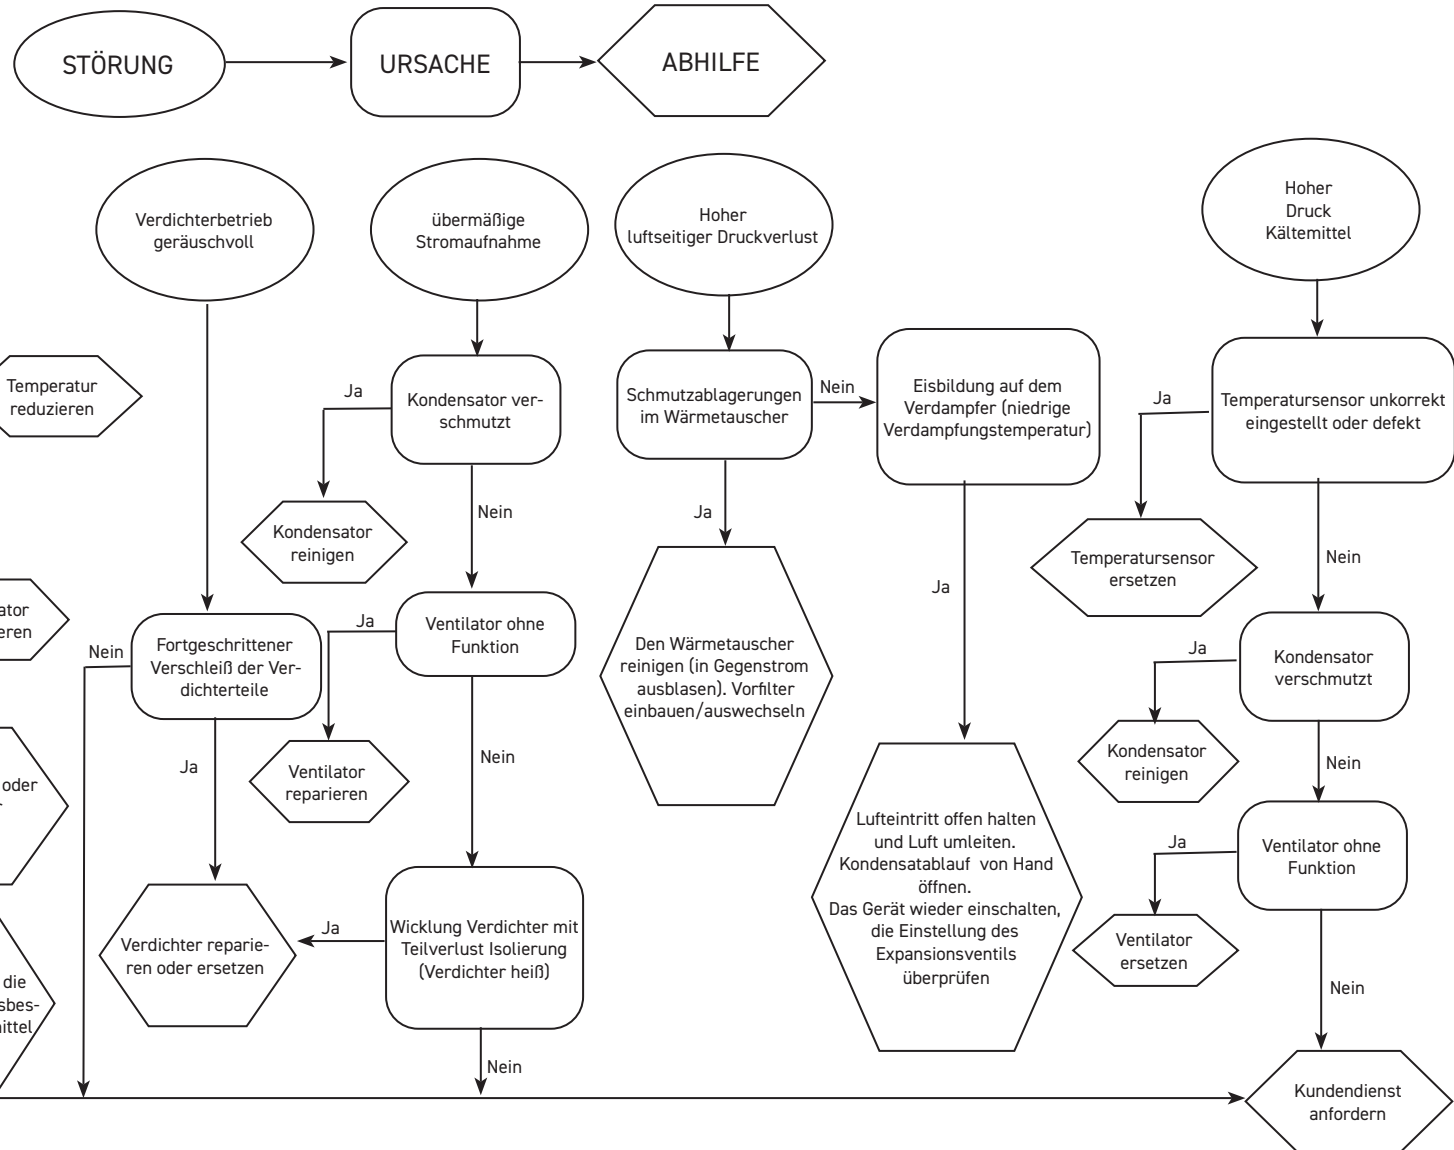 STÖRUNG
URSACHE
ABHILFE
Verdichterbetrieb
geräuschvoll
übermäßige
Stromaufnahme
Hoher
luftseitiger Druckverlust
Hoher
Druck
Kältemittel
Temperatur
reduzieren
Ja
Kondensator ver-
schmutzt
Schmutzablagerungen
im Wärmetauscher
Nein
Eisbildung auf dem
Verdampfer (niedrige
Verdampfungstemperatur)
Ja
Temperatursensor unkorrekt
eingestellt oder defekt
Kondensator
reinigen
Nein
Ja
Ja
Temperatursensor
ersetzen
Nein
ator
eren
Nein
Fortgeschrittener
Verschleiß der Ver-
dichterteile
Ja
Ventilator ohne
Funktion
Den Wärmetauscher
reinigen (in Gegenstrom
ausblasen). Vorfilter
einbauen/auswechseln
Ja
Kondensator
verschmutzt
Ja
Ventilator
reparieren
Nein
Kondensator
reinigen
Nein
oder
Lufteintritt offen halten
und Luft umleiten.
Kondensatablauf von Hand
öffnen.
Das Gerät wieder einschalten,
die Einstellung des
Expansionsventils
überprüfen
Ja
Ventilator ohne
Funktion
Verdichter reparie-
ren oder ersetzen
Ja
Wicklung Verdichter mit
Teilverlust Isolierung
(Verdichter heiß)
Ventilator
ersetzen
Nein
die
sbes-
ittel
Nein
Kundendienst
anfordern